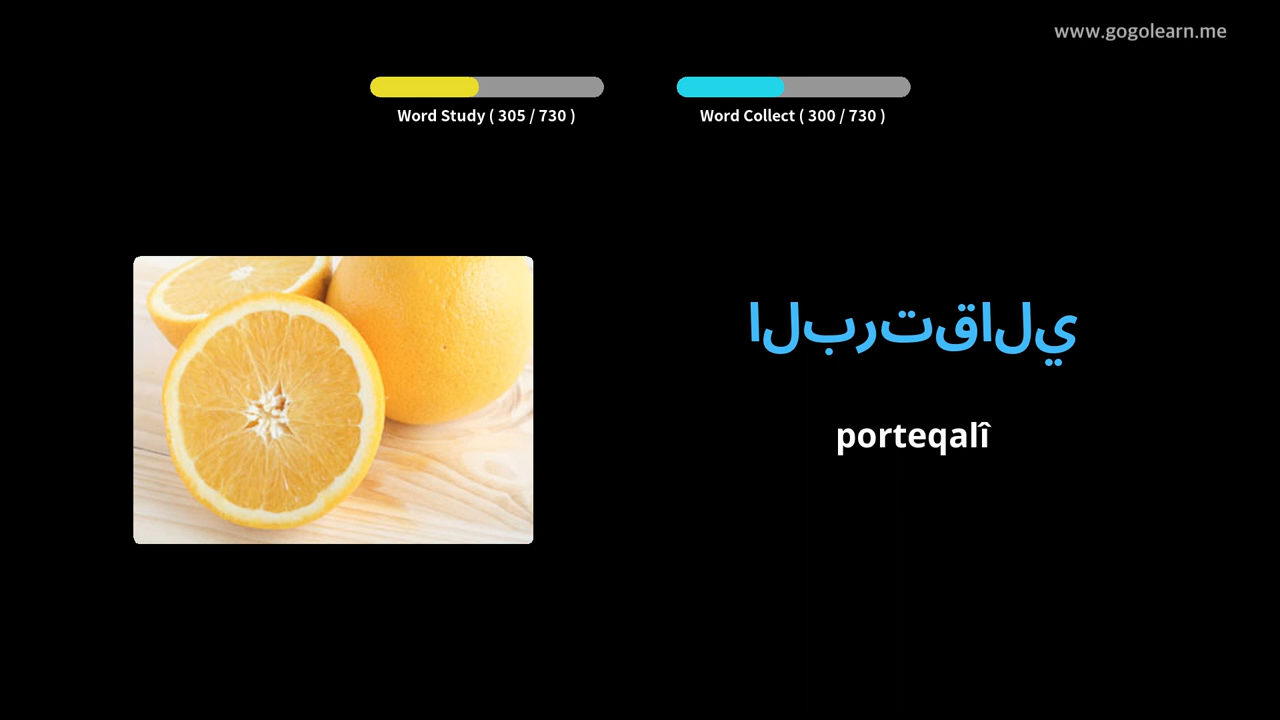 www.gogolearn.me
Word Study ( 305 / 730 )
Word Collect ( 300 / 730 )
البرتقالي
porteqalî